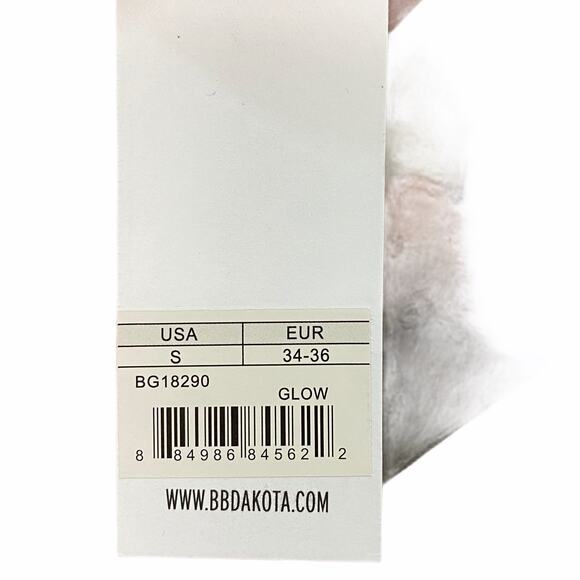 USA EUR
S 34-36
BG18290
GLOW
8 84986 84562 2
WWW.BBDAKOTA.COM